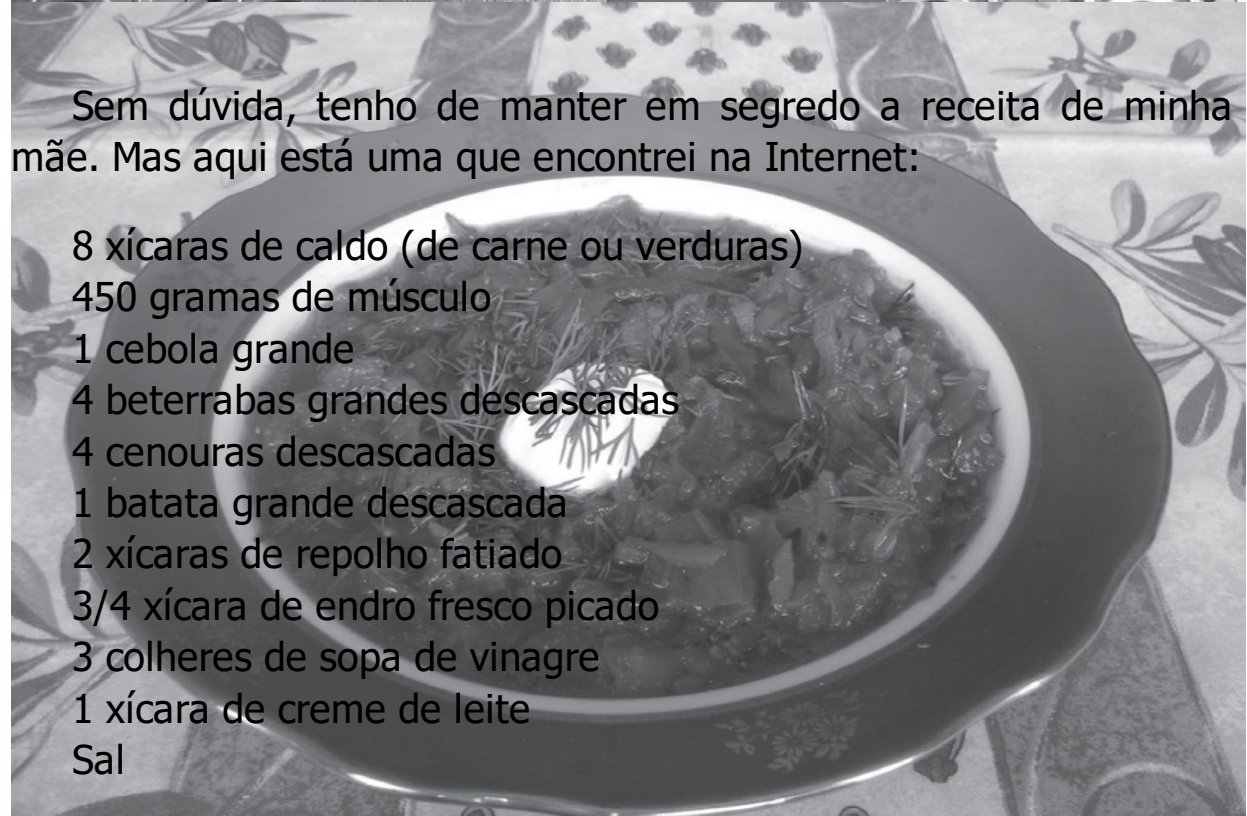 Sem dúvida, tenho de manter em segredo a receita de minha
mãe. Mas aqui está uma que encontrei na Internet:
8 xícaras de caldo (de carne ou verduras)
450 gramas de músculo
1 cebola grande
4 beterrabas grandes descascadas
4 cenouras descascadas
1 batata grande descascada
2 xícaras de repolho fatiado
3/4 xícara de endro fresco picado
3 colheres de sopa de vinagre
1 xícara de creme de leite
Sal